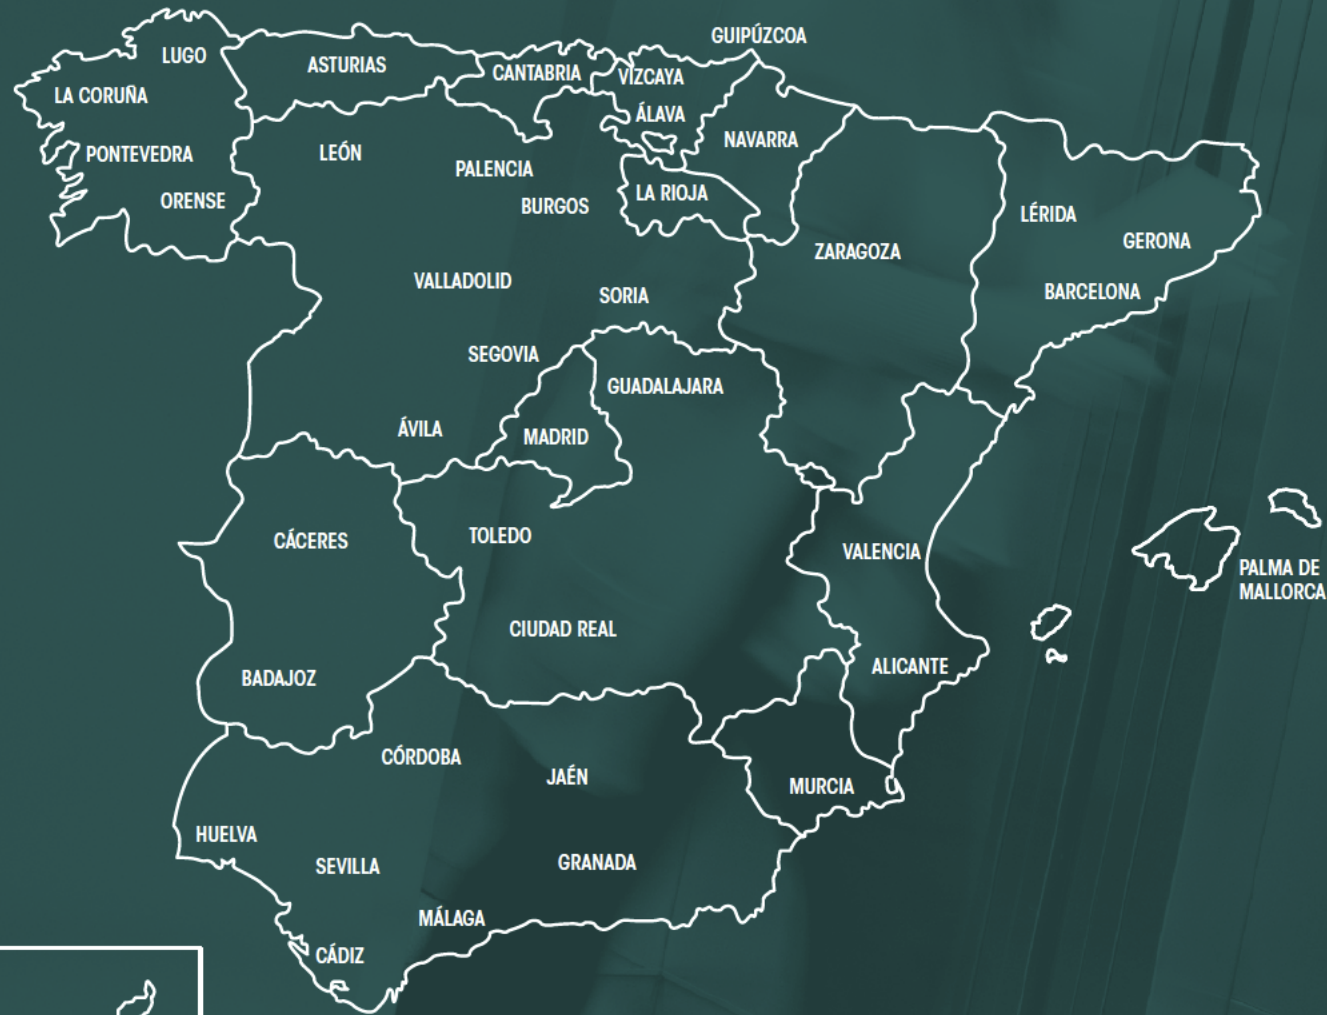 GUIPÚZCOA
LUGO
ASTURIAS
CANTABRIA
VÍZCAYA
LA CORUÑA
ÁLAVA
NAVARRA
PONTEVEDRA
LEÓN
PALENCIA
ORENSE
BURGOS
LA RIOJA
LÉRIDA
GERONA
ZARAGOZA
VALLADOLID
SORIA
BARCELONA
SEGOVIA
GUADALAJARA
ÁVILA
MADRID
CÁCERES
TOLEDO
VALENCIA
PALMA DE
MALLORCA
CIUDAD REAL
BADAJOZ
ALICANTE
CÓRDOBA
JAÉN
MURCIA
HUELVA
SEVILLA
GRANADA
MÁLAGA
CÁDIZ